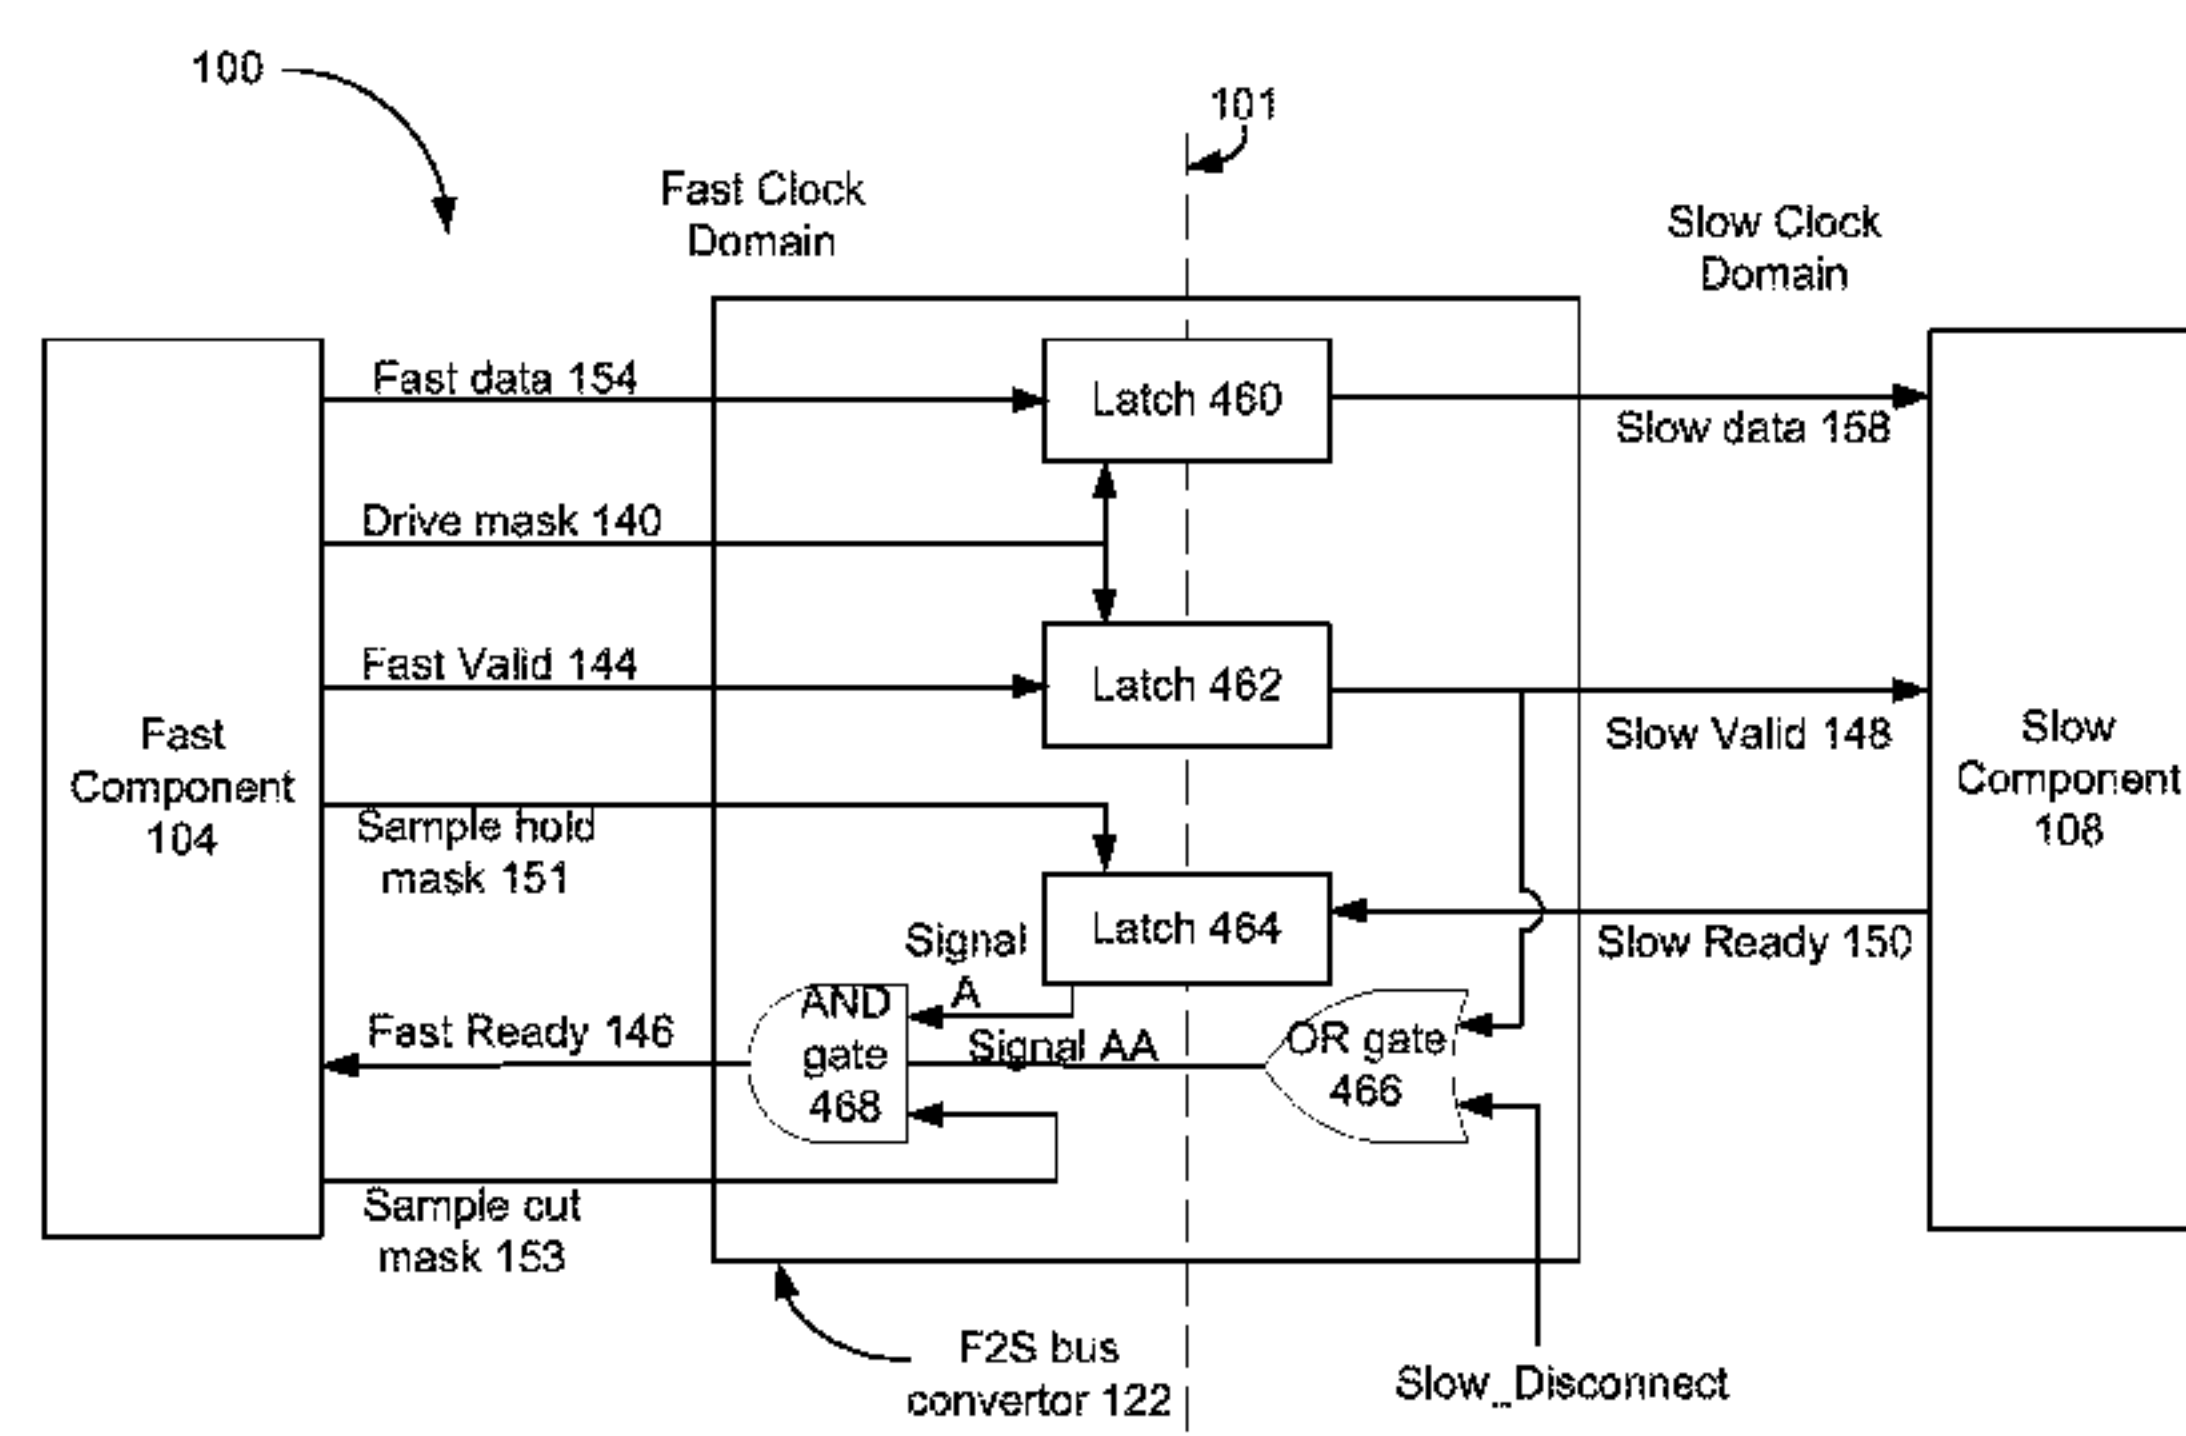 100
101
Fast Clock
Domain
Slow Clock
Domain
Fast data 154
Latch 460
Slow data 158
Drive mask 140
Fast Valid 144
Latch 462
Slow Valid 148
Fast
Component
104
Slow
Component
108
Sample hold
mask 151
Latch 464
Slow Ready 150
Signal
A
AND
gate
468
Fast Ready 146
Signal AA
OR gate
466
Sample cut
mask 153
F2S bus
convertor 122
Slow_Disconnect